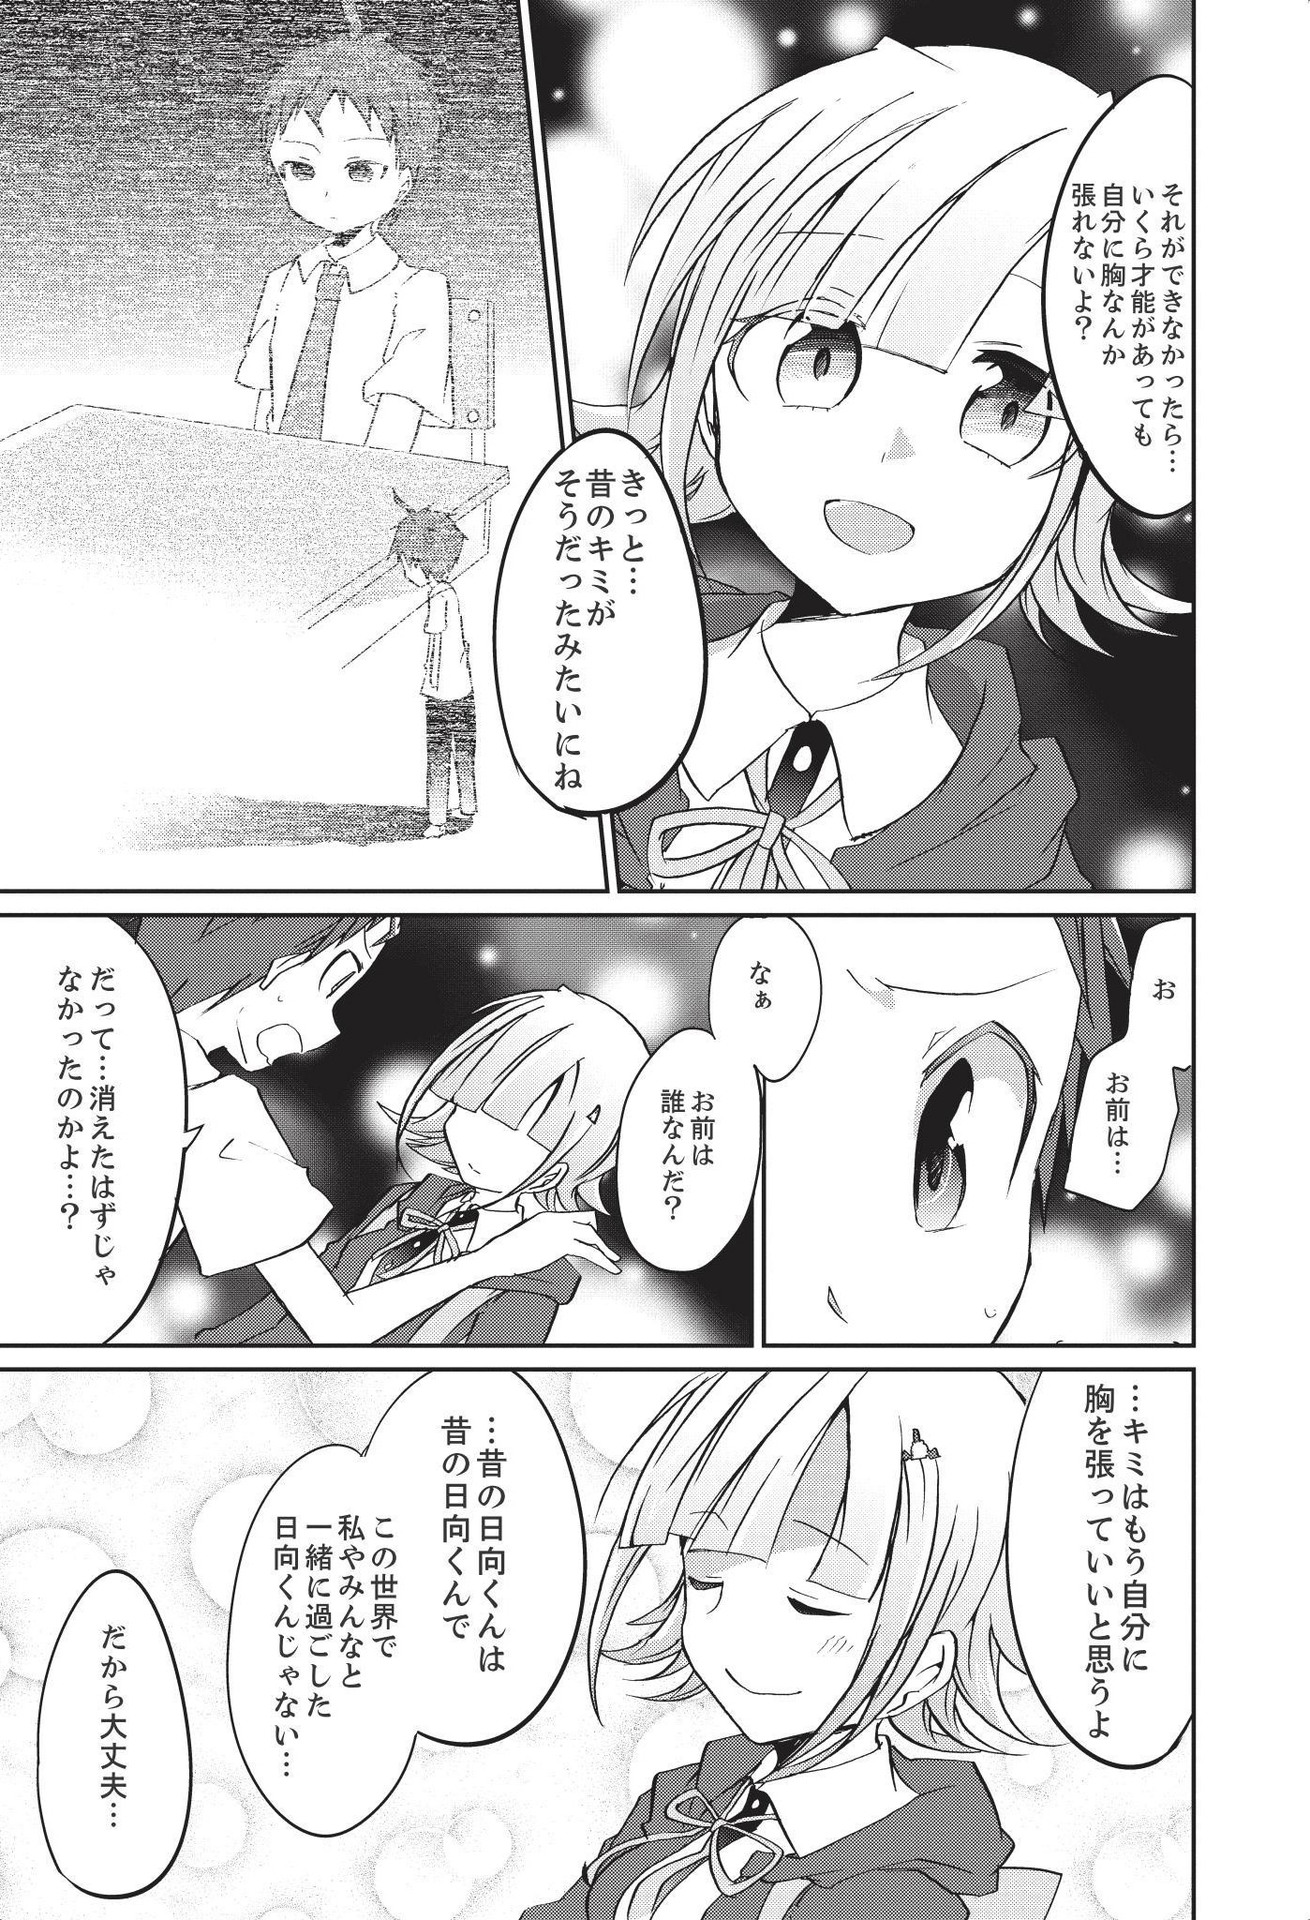 それができなかったら…
いくら才能があっても
自分に胸なんか
張れないよ？
きっと…
昔のキミが
そうだったみたいにね
お
お前は…
なぁ
お前は
誰なんだ？
だって…消えたはずじゃ
なかったのかよ…？
…キミはもう自分に
胸を張っていいと思うよ
…昔の日向くんは
昔の日向くんで
この世界で
私やみんなと
一緒に過ごした
日向くんじゃない…
だから大丈夫…